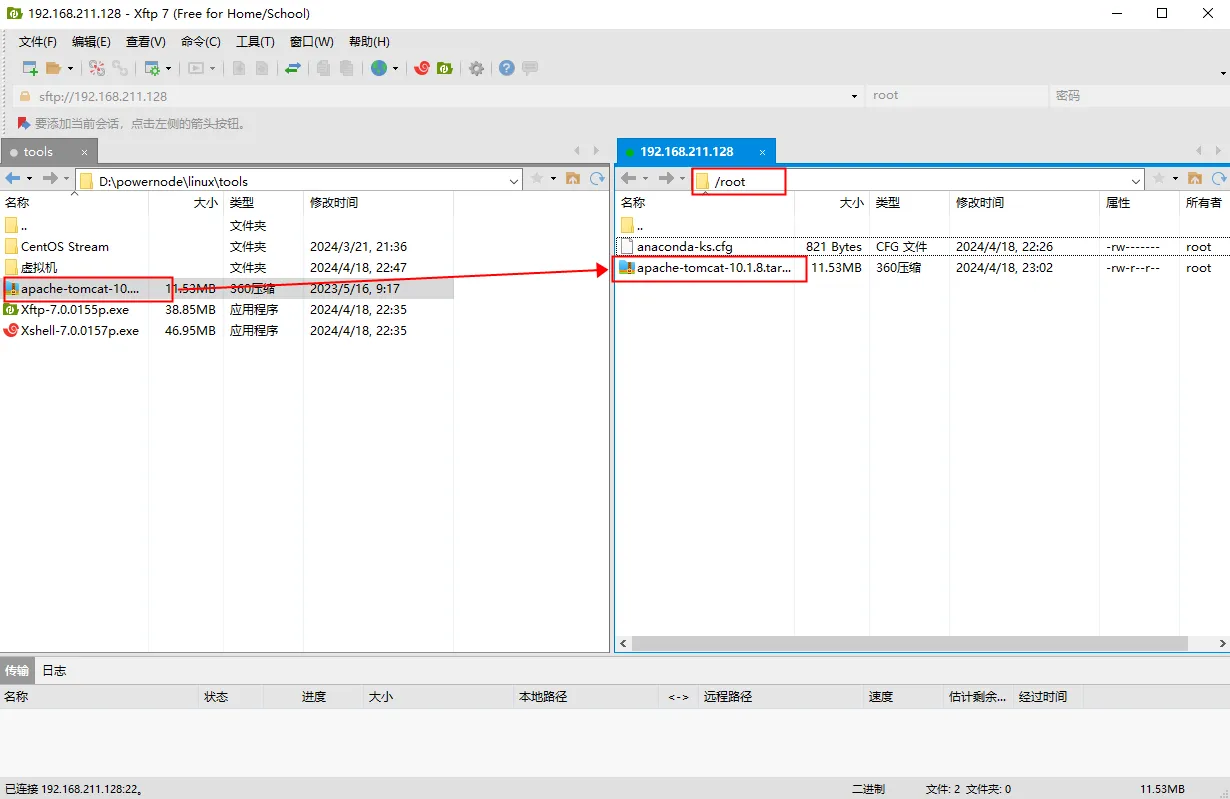 192.168.211.128 - Xftp 7 (Free for Home/School)
文件(F) 编辑(E) 查看(V) 命令(C) 工具(T) 窗口(W) 帮助(H)
sftp://192.168.211.128 root 密码
要添加当前会话，点击左侧的箭头按钮。
tools
D:\powernode\linux\tools
名称 大小 类型 修改时间
.. 文件夹
CentOS Stream 文件夹 2024/3/21, 21:36
虚拟机 文件夹 2024/4/18, 22:47
apache-tomcat-10.... 11.53MB 360压缩 2023/5/16, 9:17
Xftp-7.0.0155p.exe 38.85MB 应用程序 2024/4/18, 22:35
Xshell-7.0.0157p.exe 46.95MB 应用程序 2024/4/18, 22:35
192.168.211.128
/root
名称 大小 类型 修改时间 属性 所有者
..
anaconda-ks.cfg 821 Bytes CFG 文件 2024/4/18, 22:26 -rw------- root
apache-tomcat-10.1.8.tar... 11.53MB 360压缩 2024/4/18, 23:02 -rw-r--r-- root
传输 日志
名称 状态 进度 大小 本地路径 <-> 远程路径 速度 估计剩余... 经过时间
已连接 192.168.211.128:22。 二进制 文件: 2 文件夹: 0 11.53MB